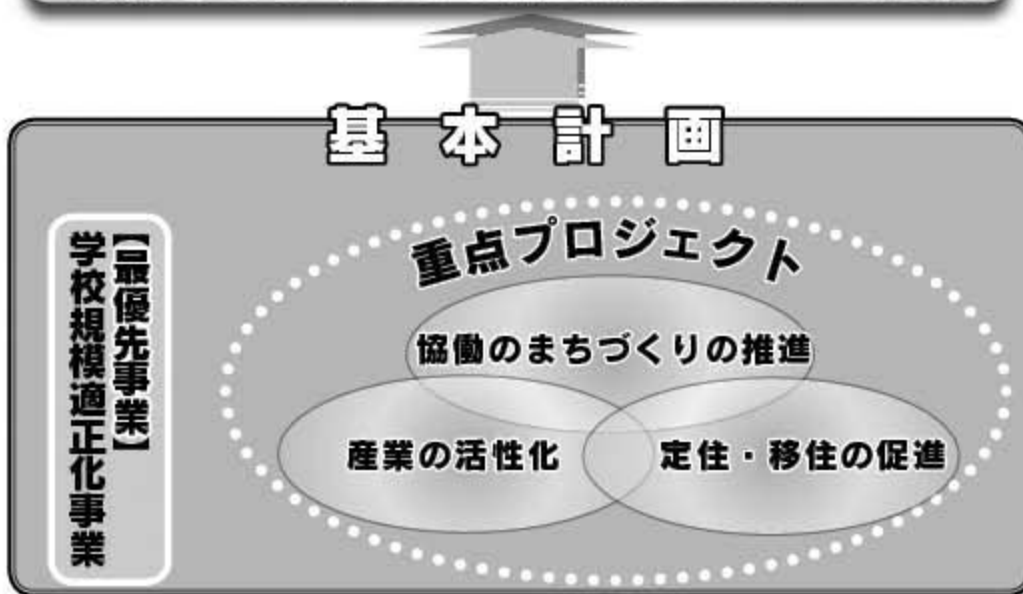 基本計画
【最優先事業】
学校規模適正化事業
重点プロジェクト
協働のまちづくりの推進
産業の活性化
定住・移住の促進